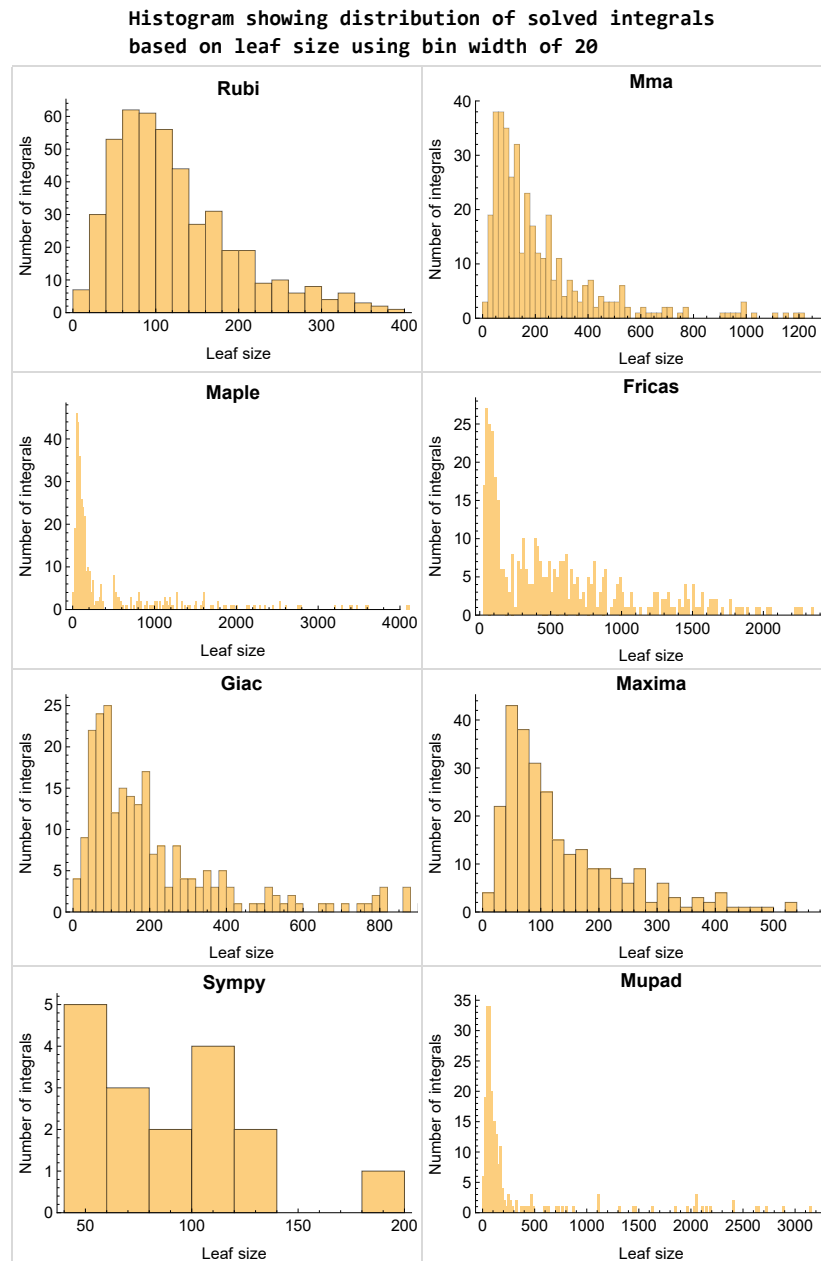 Histogram showing distribution of solved integrals
based on leaf size using bin width of 20
Rubi
Number of integrals
60
50
40
30
20
10
0
0 100 200 300 400
Leaf size
Mma
Number of integrals
40
30
20
10
0
0 200 400 600 800 1000 1200
Leaf size
Maple
Number of integrals
40
30
20
10
0
0 1000 2000 3000 4000
Leaf size
Fricas
Number of integrals
25
20
15
10
5
0
0 500 1000 1500 2000
Leaf size
Giac
Number of integrals
25
20
15
10
5
0
0 200 400 600 800
Leaf size
Maxima
Number of integrals
40
30
20
10
0
0 100 200 300 400 500
Leaf size
Sympy
Number of integrals
5
4
3
2
1
0
50 100 150 200
Leaf size
Mupad
Number of integrals
35
30
25
20
15
10
5
0
0 500 1000 1500 2000 2500 3000
Leaf size